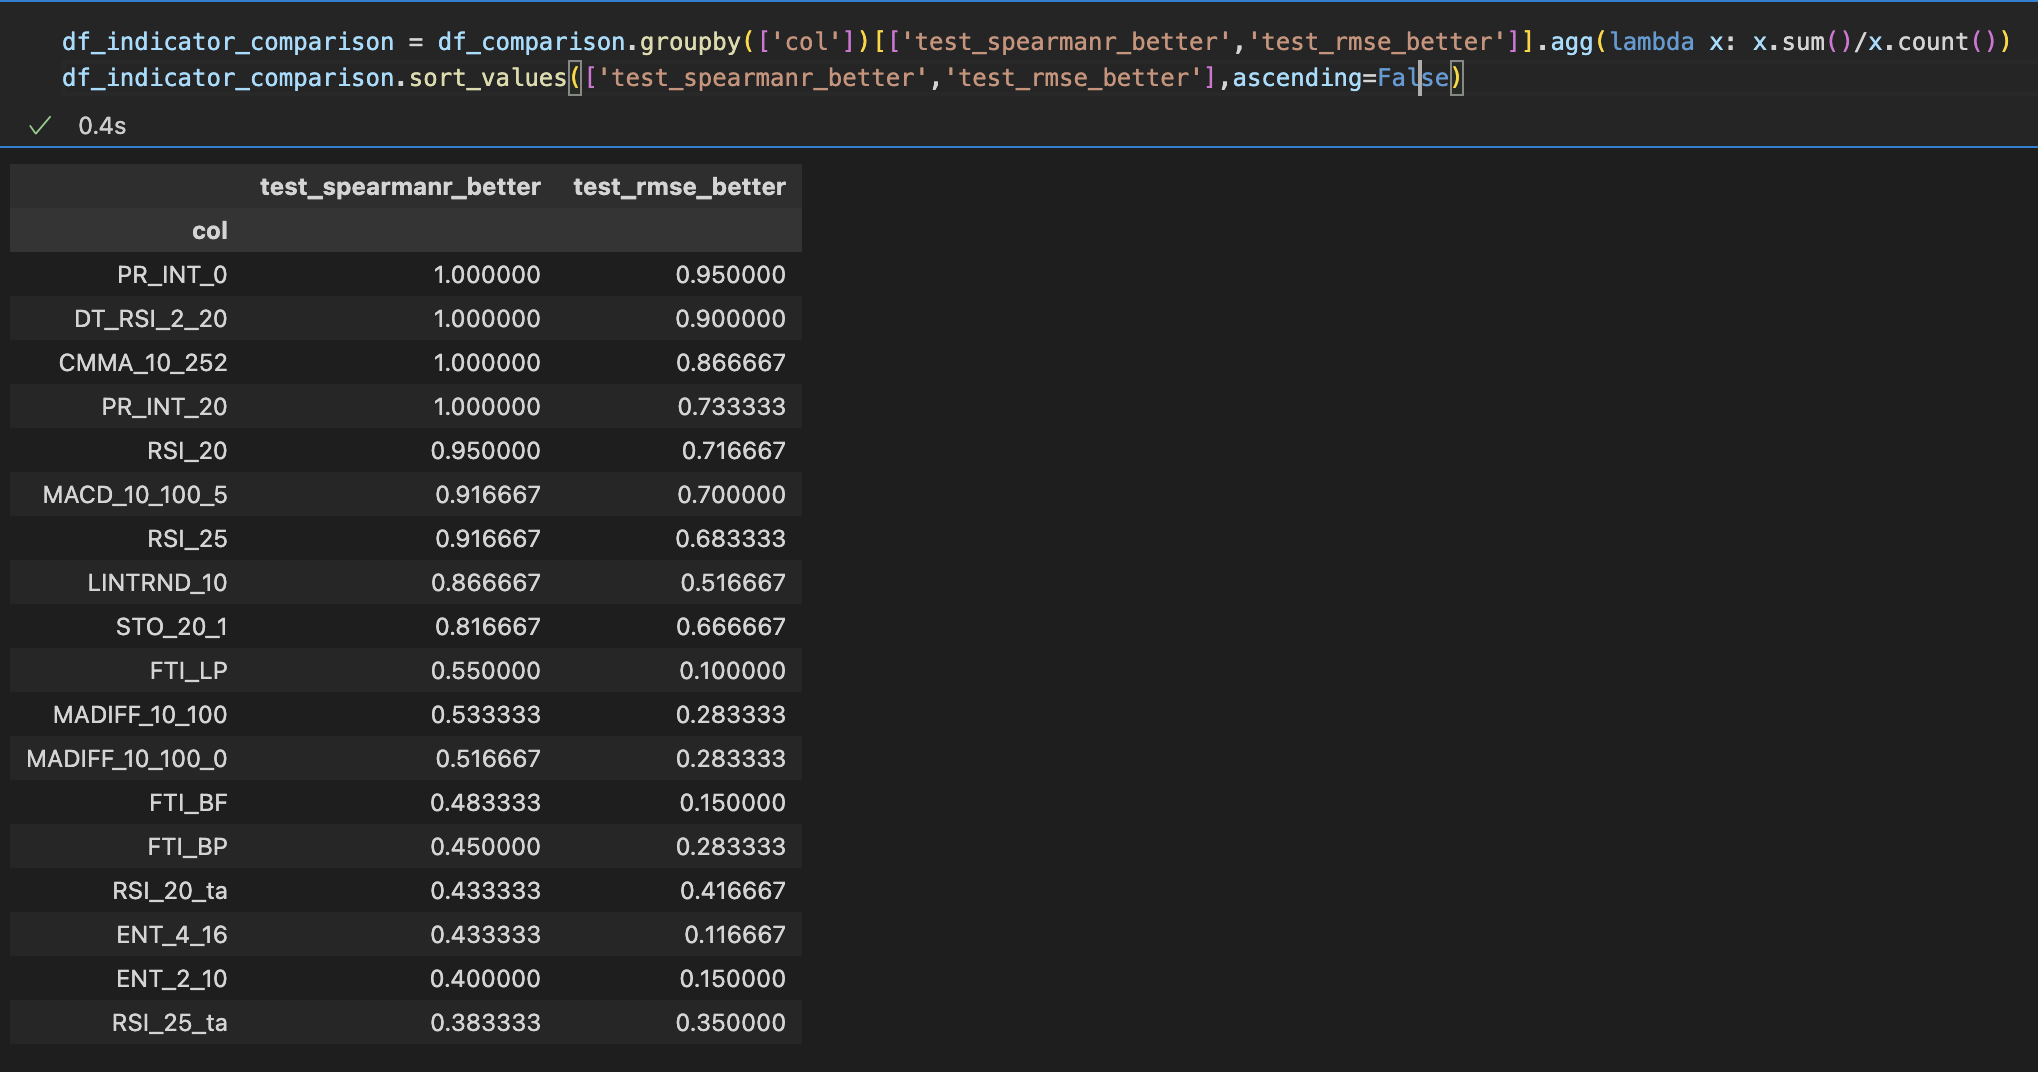 df_indicator_comparison = df_comparison.groupby(['col'])[['test_spearmanr_better','test_rmse_better']].agg(lambda x: x.sum()/x.count())
df_indicator_comparison.sort_values(['test_spearmanr_better','test_rmse_better'],ascending=False)
0.4s
test_spearmanr_better test_rmse_better
col
PR_INT_0 1.000000 0.950000
DT_RSI_2_20 1.000000 0.900000
CMMA_10_252 1.000000 0.866667
PR_INT_20 1.000000 0.733333
RSI_20 0.950000 0.716667
MACD_10_100_5 0.916667 0.700000
RSI_25 0.916667 0.683333
LINTRND_10 0.866667 0.516667
STO_20_1 0.816667 0.666667
FTI_LP 0.550000 0.100000
MADIFF_10_100 0.533333 0.283333
MADIFF_10_100_0 0.516667 0.283333
FTI_BF 0.483333 0.150000
FTI_BP 0.450000 0.283333
RSI_20_ta 0.433333 0.416667
ENT_4_16 0.433333 0.116667
ENT_2_10 0.400000 0.150000
RSI_25_ta 0.383333 0.350000